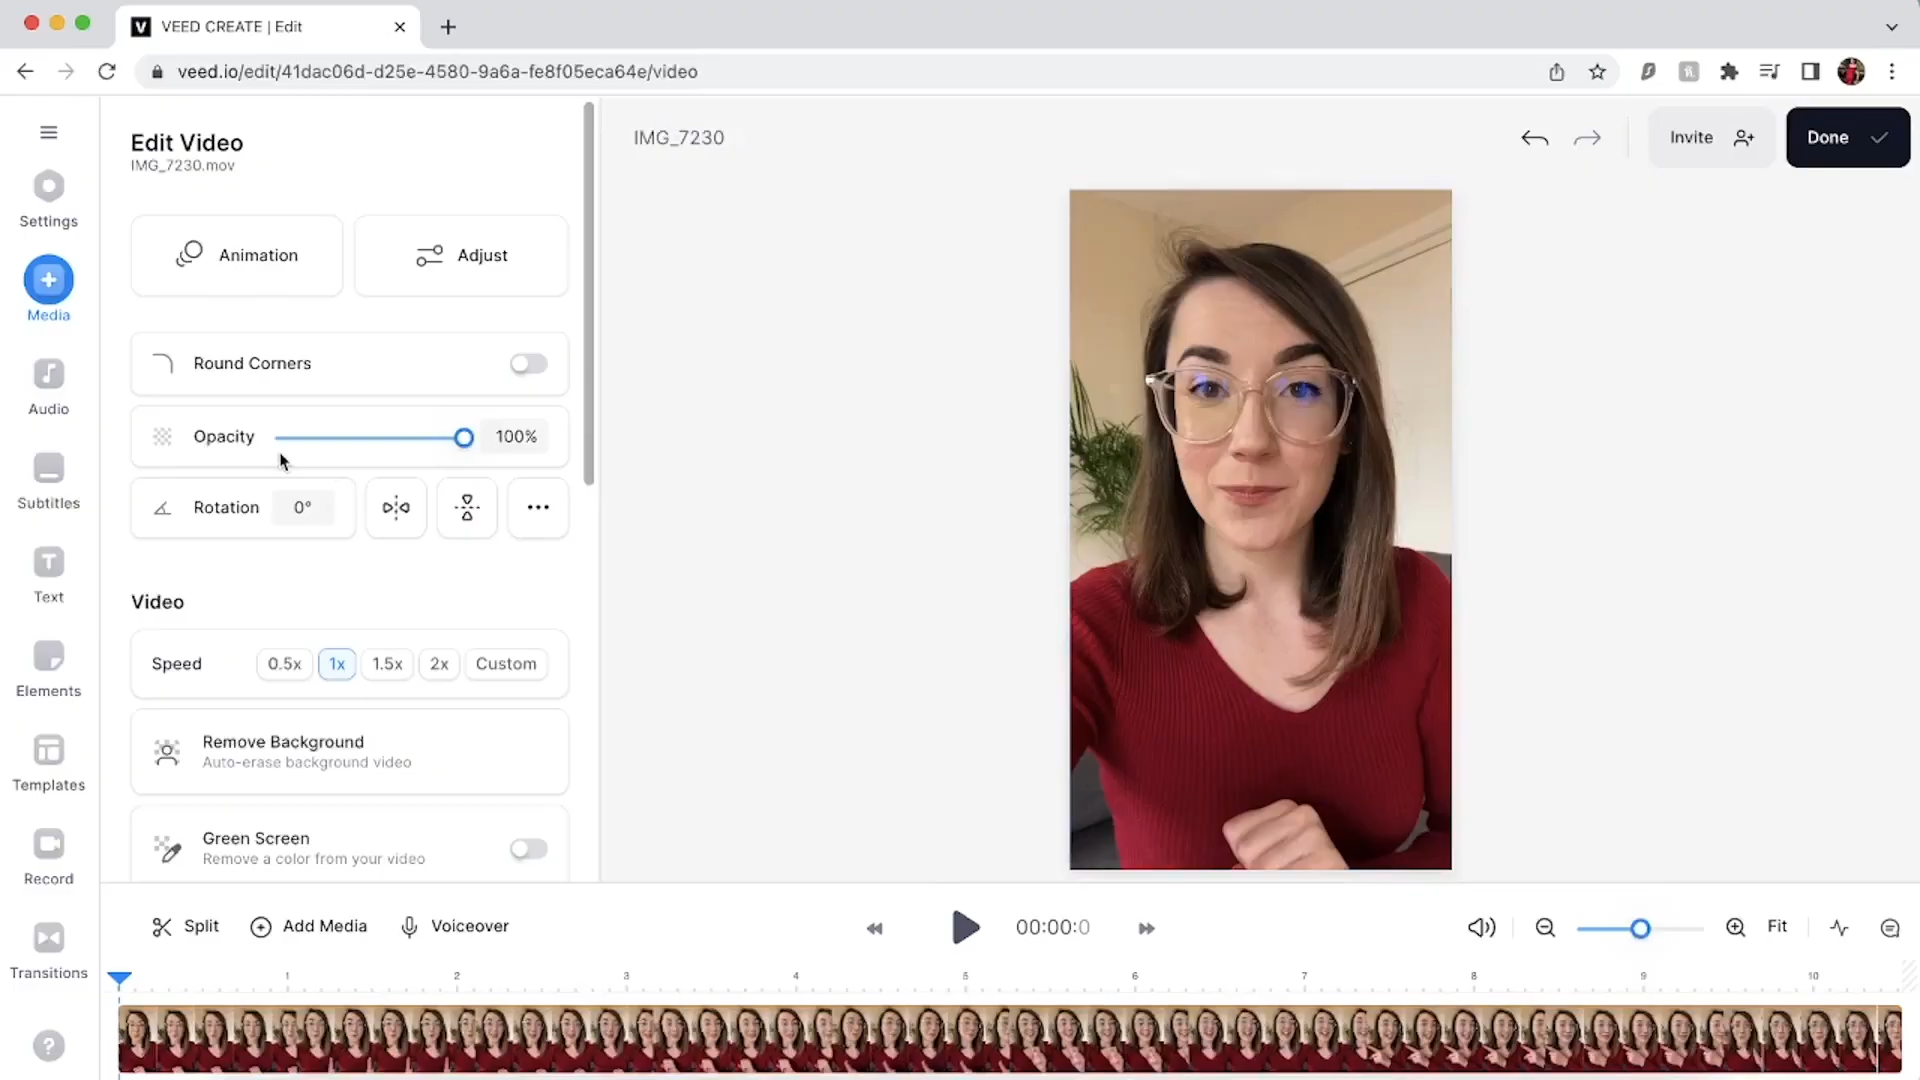 VEED CREATE | Edit
veed.io/edit/41dac06d-d25e-4580-9a6a-fe8f05eca64e/video
Settings
Media
Audio
Subtitles
Text
Elements
Templates
Record
Transitions
Edit Video
IMG_7230.mov
Animation
Adjust
Round Corners
Opacity 100%
Rotation 0°
Video
Speed 0.5x 1x 1.5x 2x Custom
Remove Background
Auto-erase background video
Green Screen
Remove a color from your video
IMG_7230
Invite
Done
Split Add Media Voiceover 00:00:0 Fit
1 2 3 4 5 6 7 8 9 10